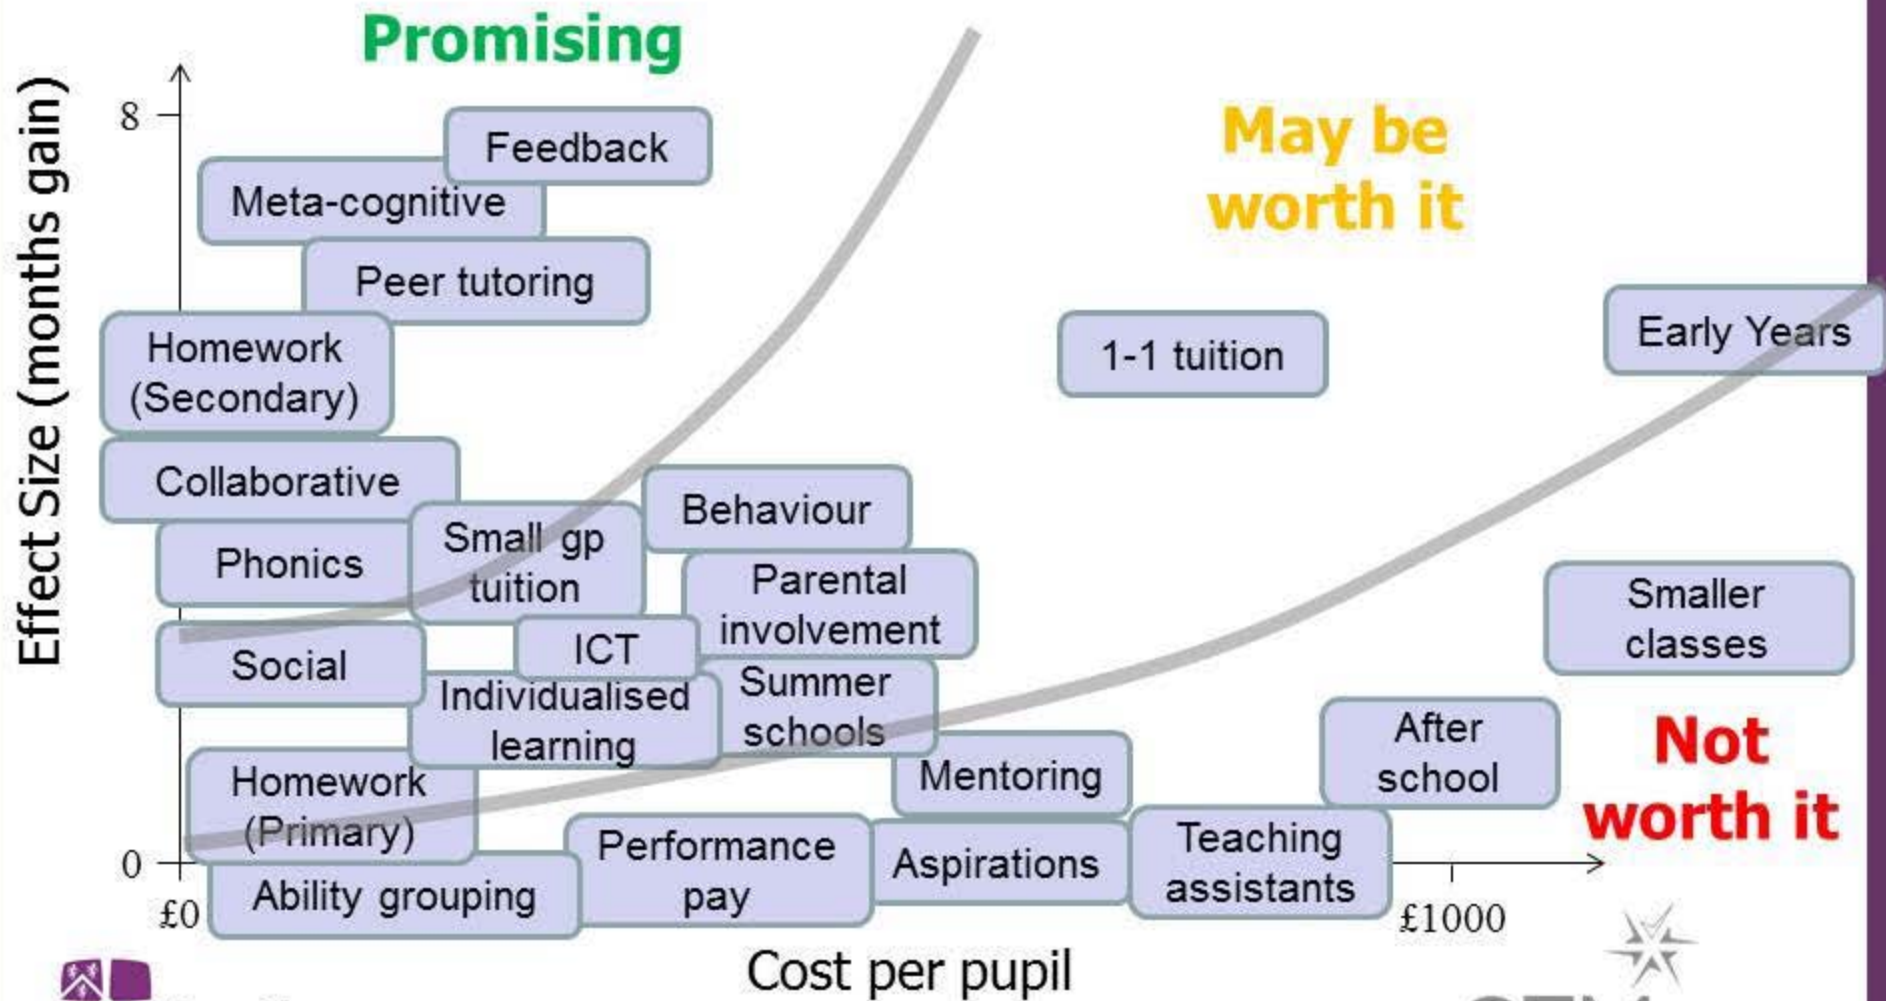 Promising
May be
worth it
Not
worth it
Effect Size (months gain)
8
0
£0
£1000
Cost per pupil
Feedback
Meta-cognitive
Peer tutoring
Homework
(Secondary)
Collaborative
Phonics
Small gp
tuition
Behaviour
Parental
involvement
Social
ICT
Individualised
learning
Summer
schools
Homework
(Primary)
Ability grouping
Performance
pay
Mentoring
Aspirations
Teaching
assistants
After
school
1-1 tuition
Early Years
Smaller
classes